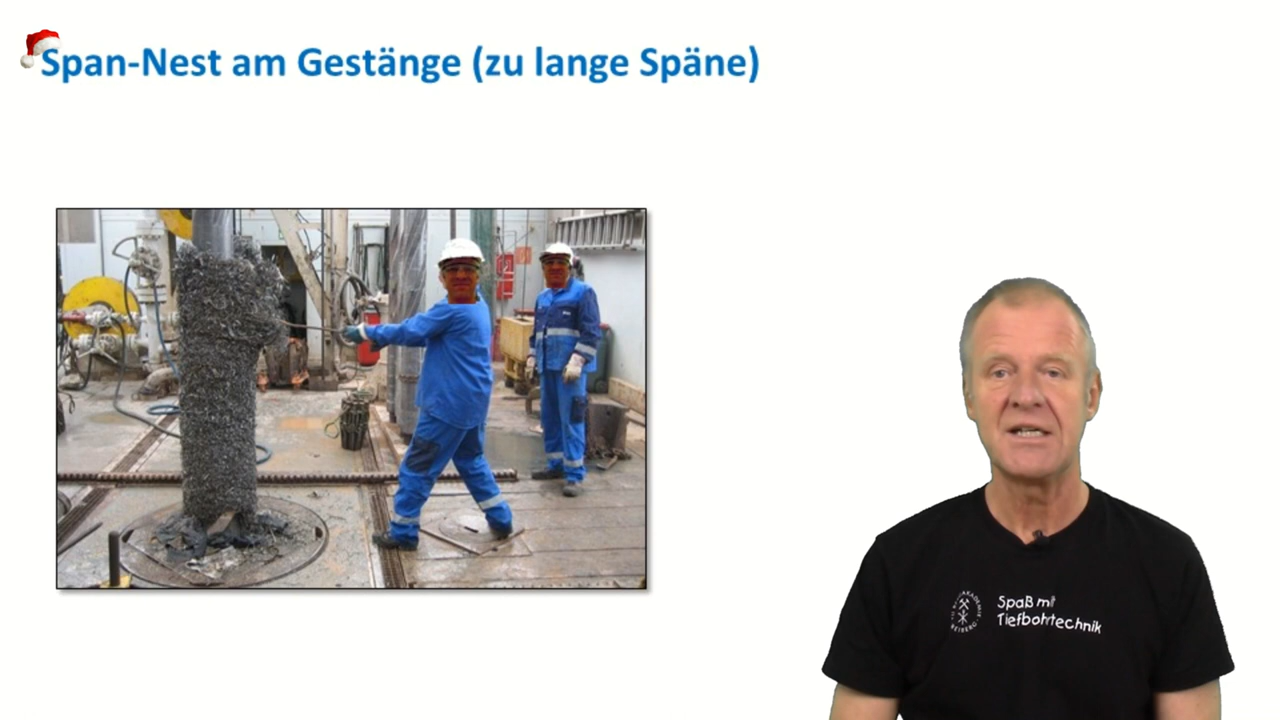 Span-Nest am Gestänge (zu lange Späne)
Spaß mit
Tiefbohrtechnik